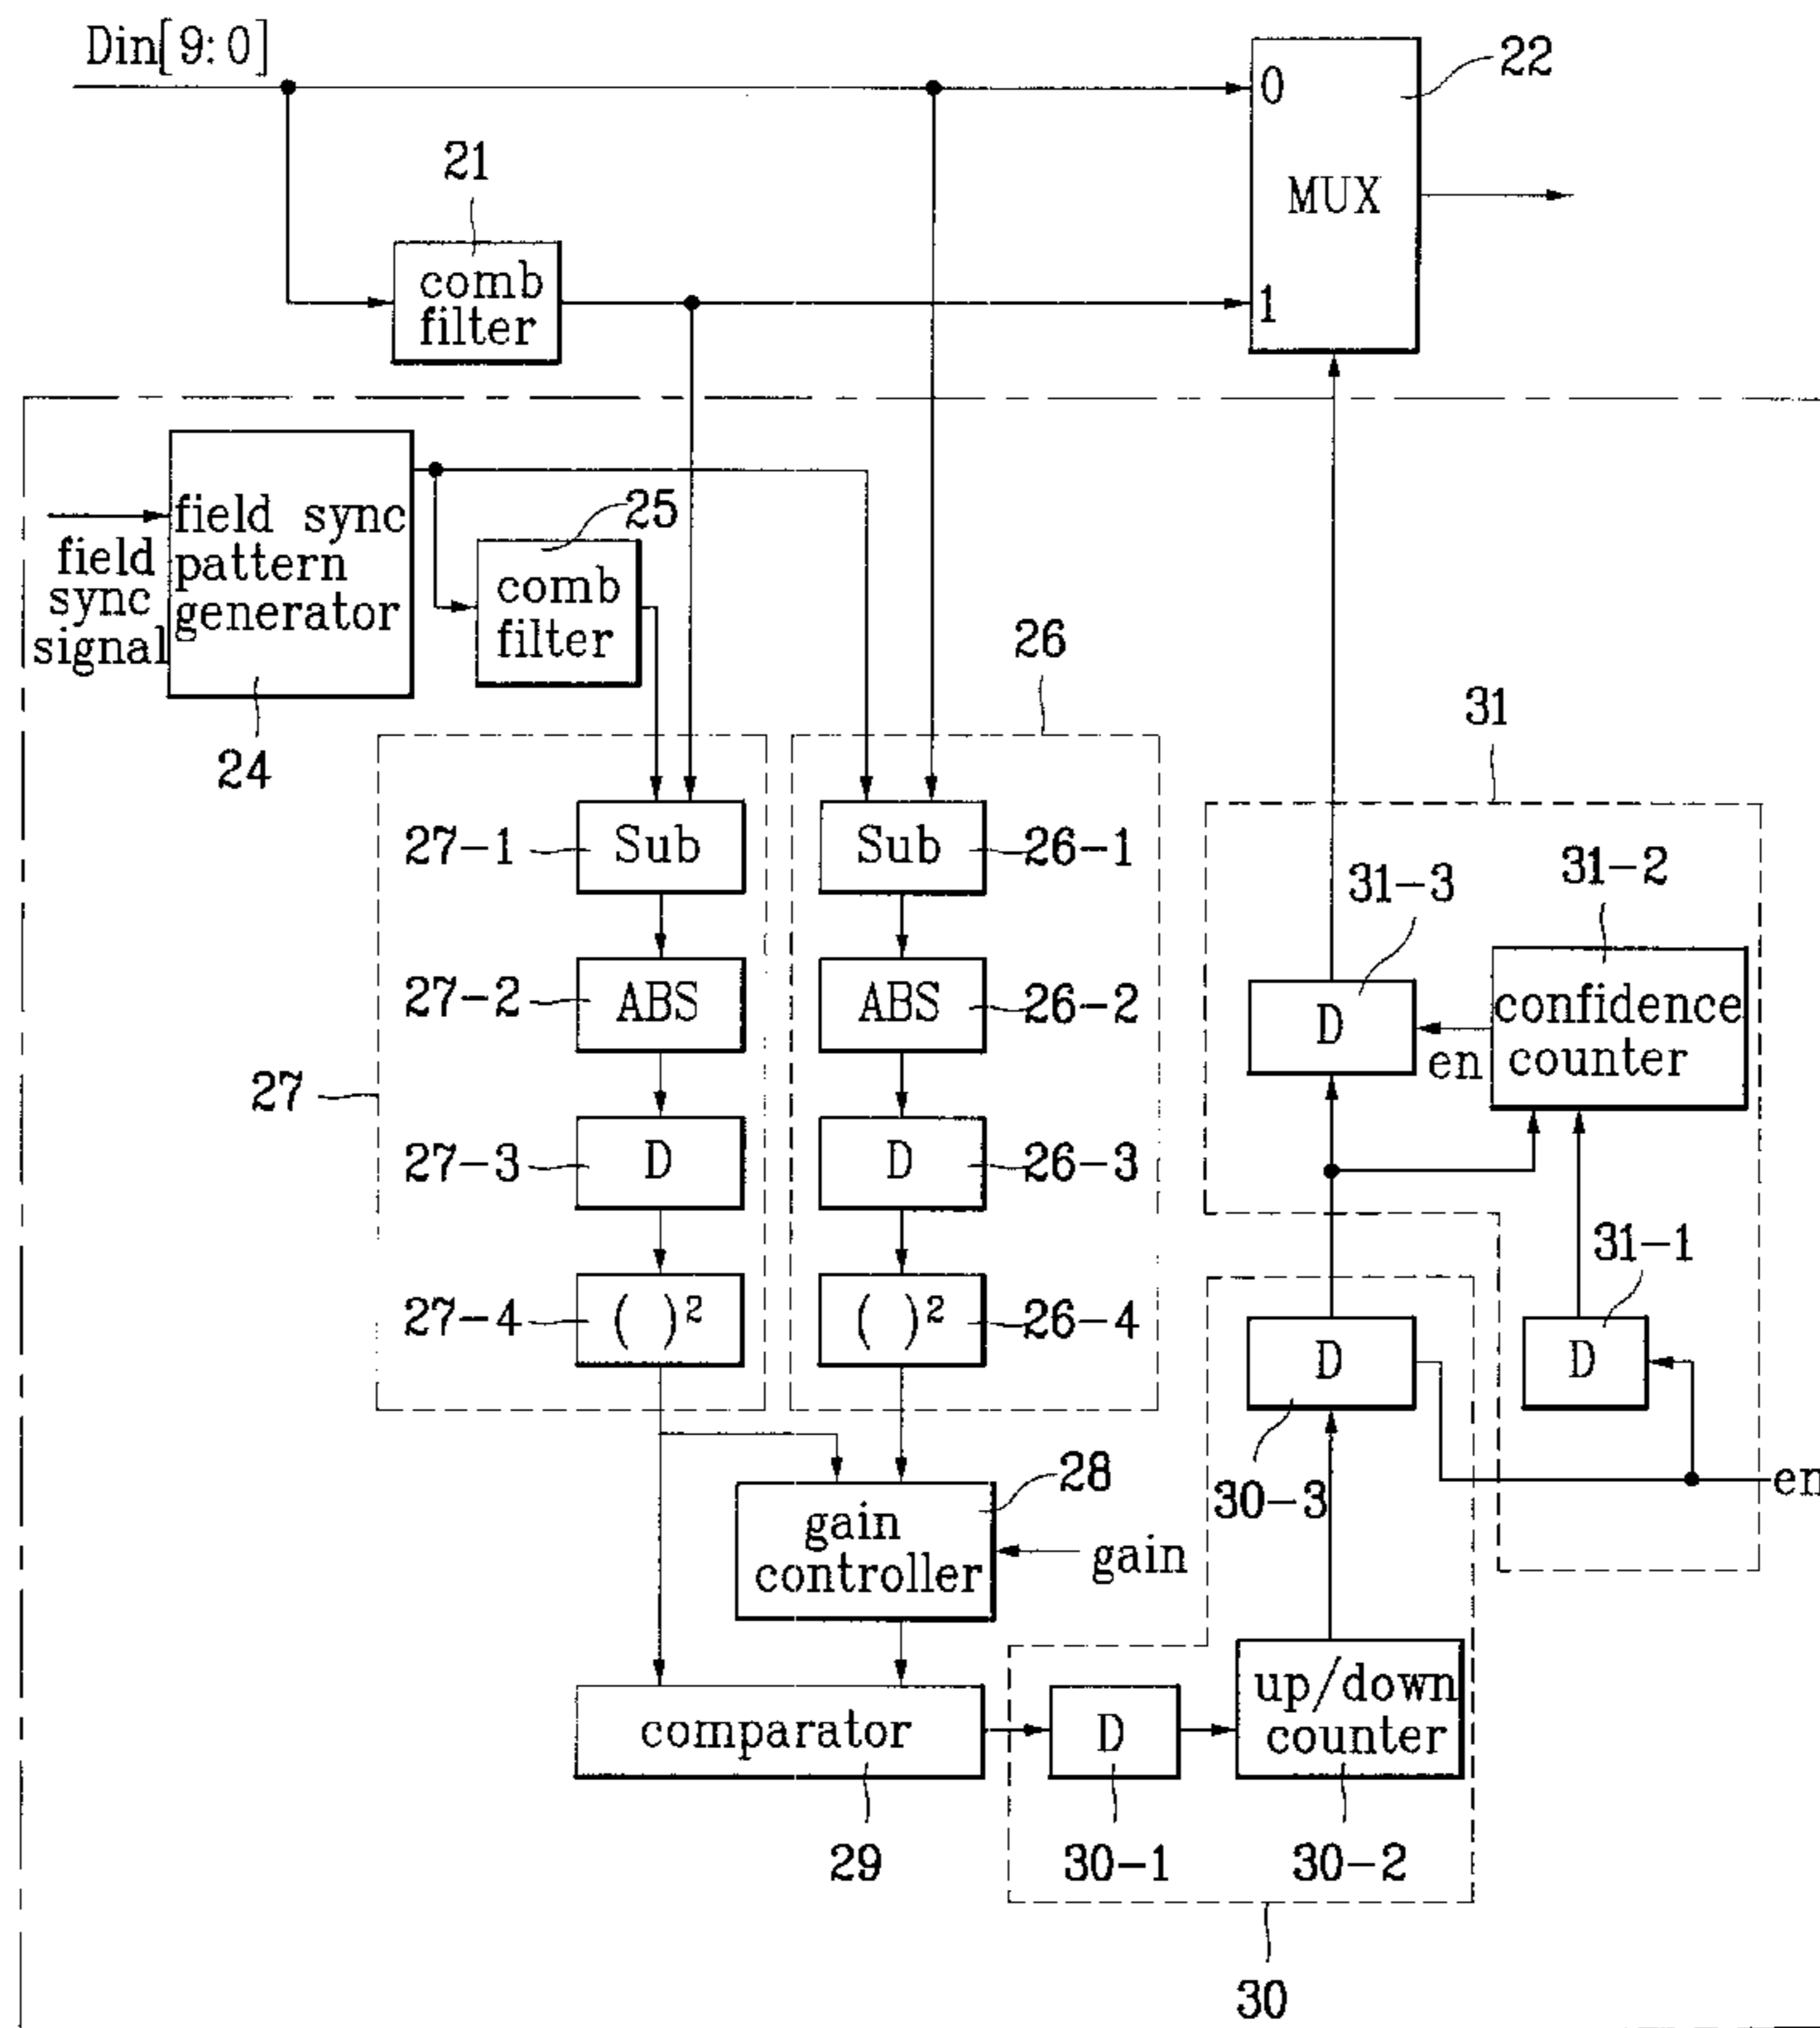 Din[9:0]
22
0
MUX
1
21
comb
filter
field sync
pattern
generator
field
sync
signal
24
25
comb
filter
26
27
27-1
Sub
Sub
26-1
27-2
ABS
ABS
26-2
27-3
D
D
26-3
27-4
( )²
( )²
26-4
31
31-3
31-2
D
en
confidence
counter
31-1
D
D
30-3
en
28
gain
controller
gain
comparator
29
D
30-1
up/down
counter
30-2
30